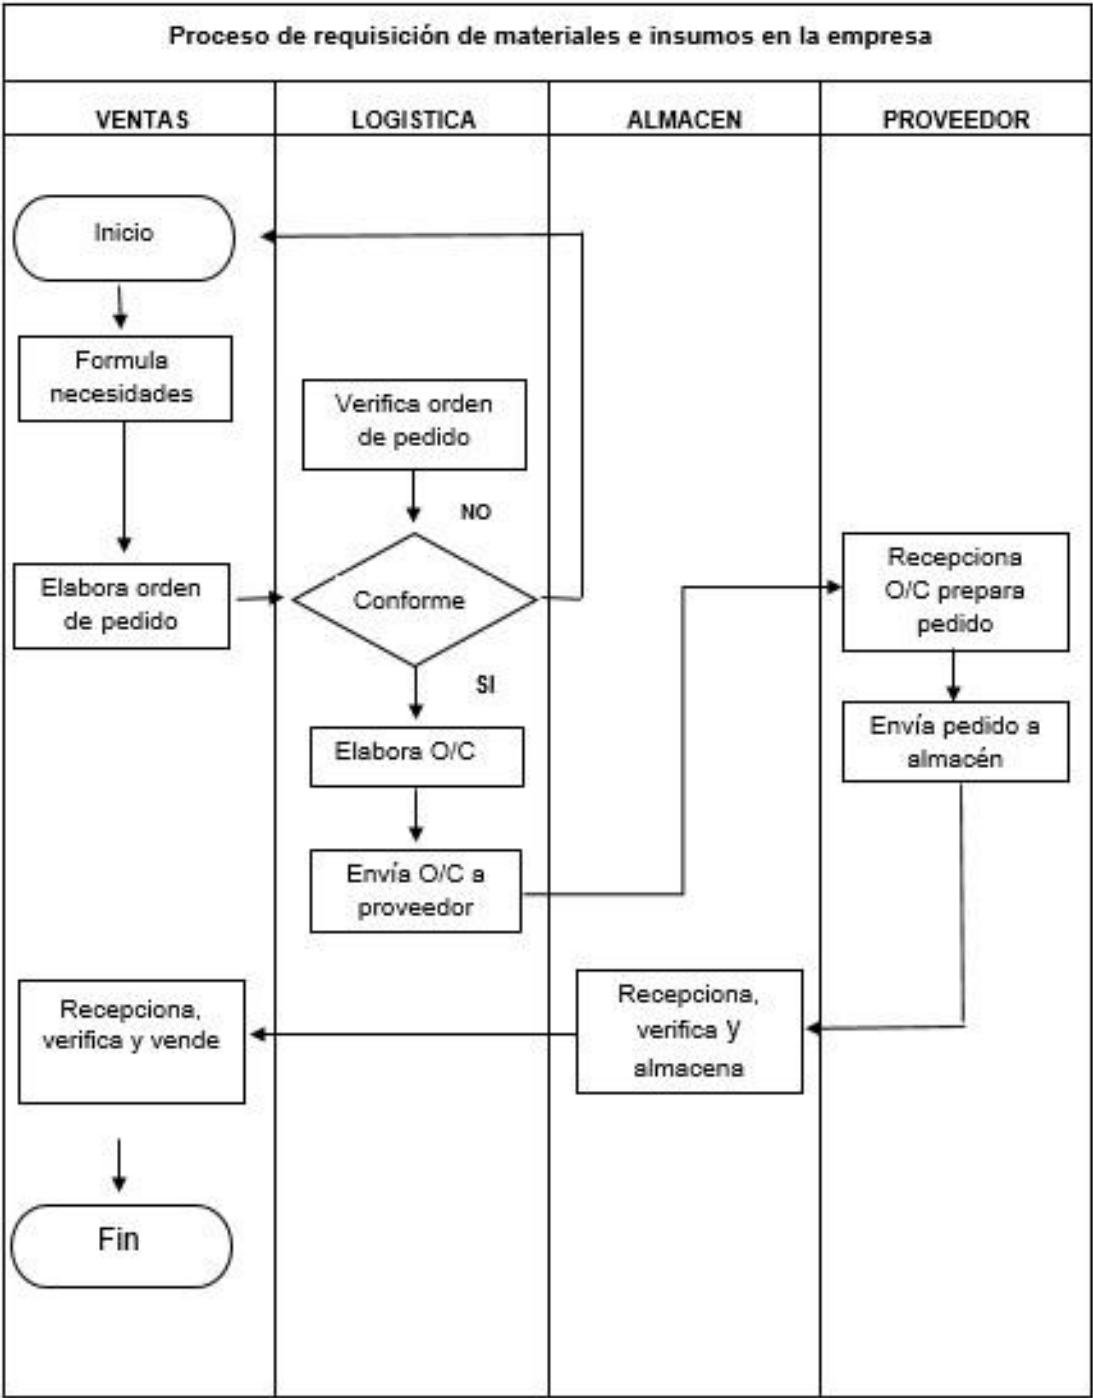 Proceso de requisición de materiales e insumos en la empresa
VENTAS
LOGISTICA
ALMACEN
PROVEEDOR
Inicio
Formula
necesidades
Elabora orden
de pedido
Verifica orden
de pedido
NO
Conforme
SI
Elabora O/C
Envía O/C a
proveedor
Recepciona
O/C prepara
pedido
Envía pedido a
almacén
Recepciona,
verifica y
almacena
Recepciona,
verifica y vende
Fin